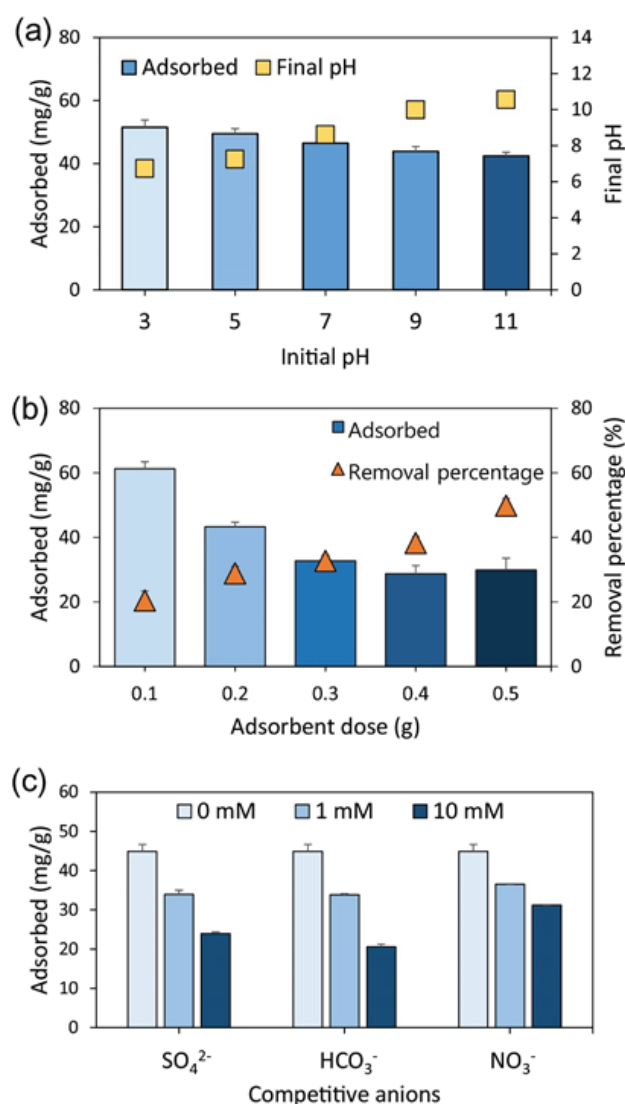 (a)
Adsorbed Final pH
80
60
40
20
0
Adsorbed (mg/g)
14
12
10
8
6
4
2
0
Final pH
3 5 7 9 11
Initial pH
(b)
Adsorbed
Removal percentage
80
60
40
20
0
Adsorbed (mg/g)
80
60
40
20
0
Removal percentage (%)
0.1 0.2 0.3 0.4 0.5
Adsorbent dose (g)
(c)
0 mM 1 mM 10 mM
60
50
40
30
20
10
0
Adsorbed (mg/g)
SO₄²⁻ HCO₃⁻ NO₃⁻
Competitive anions